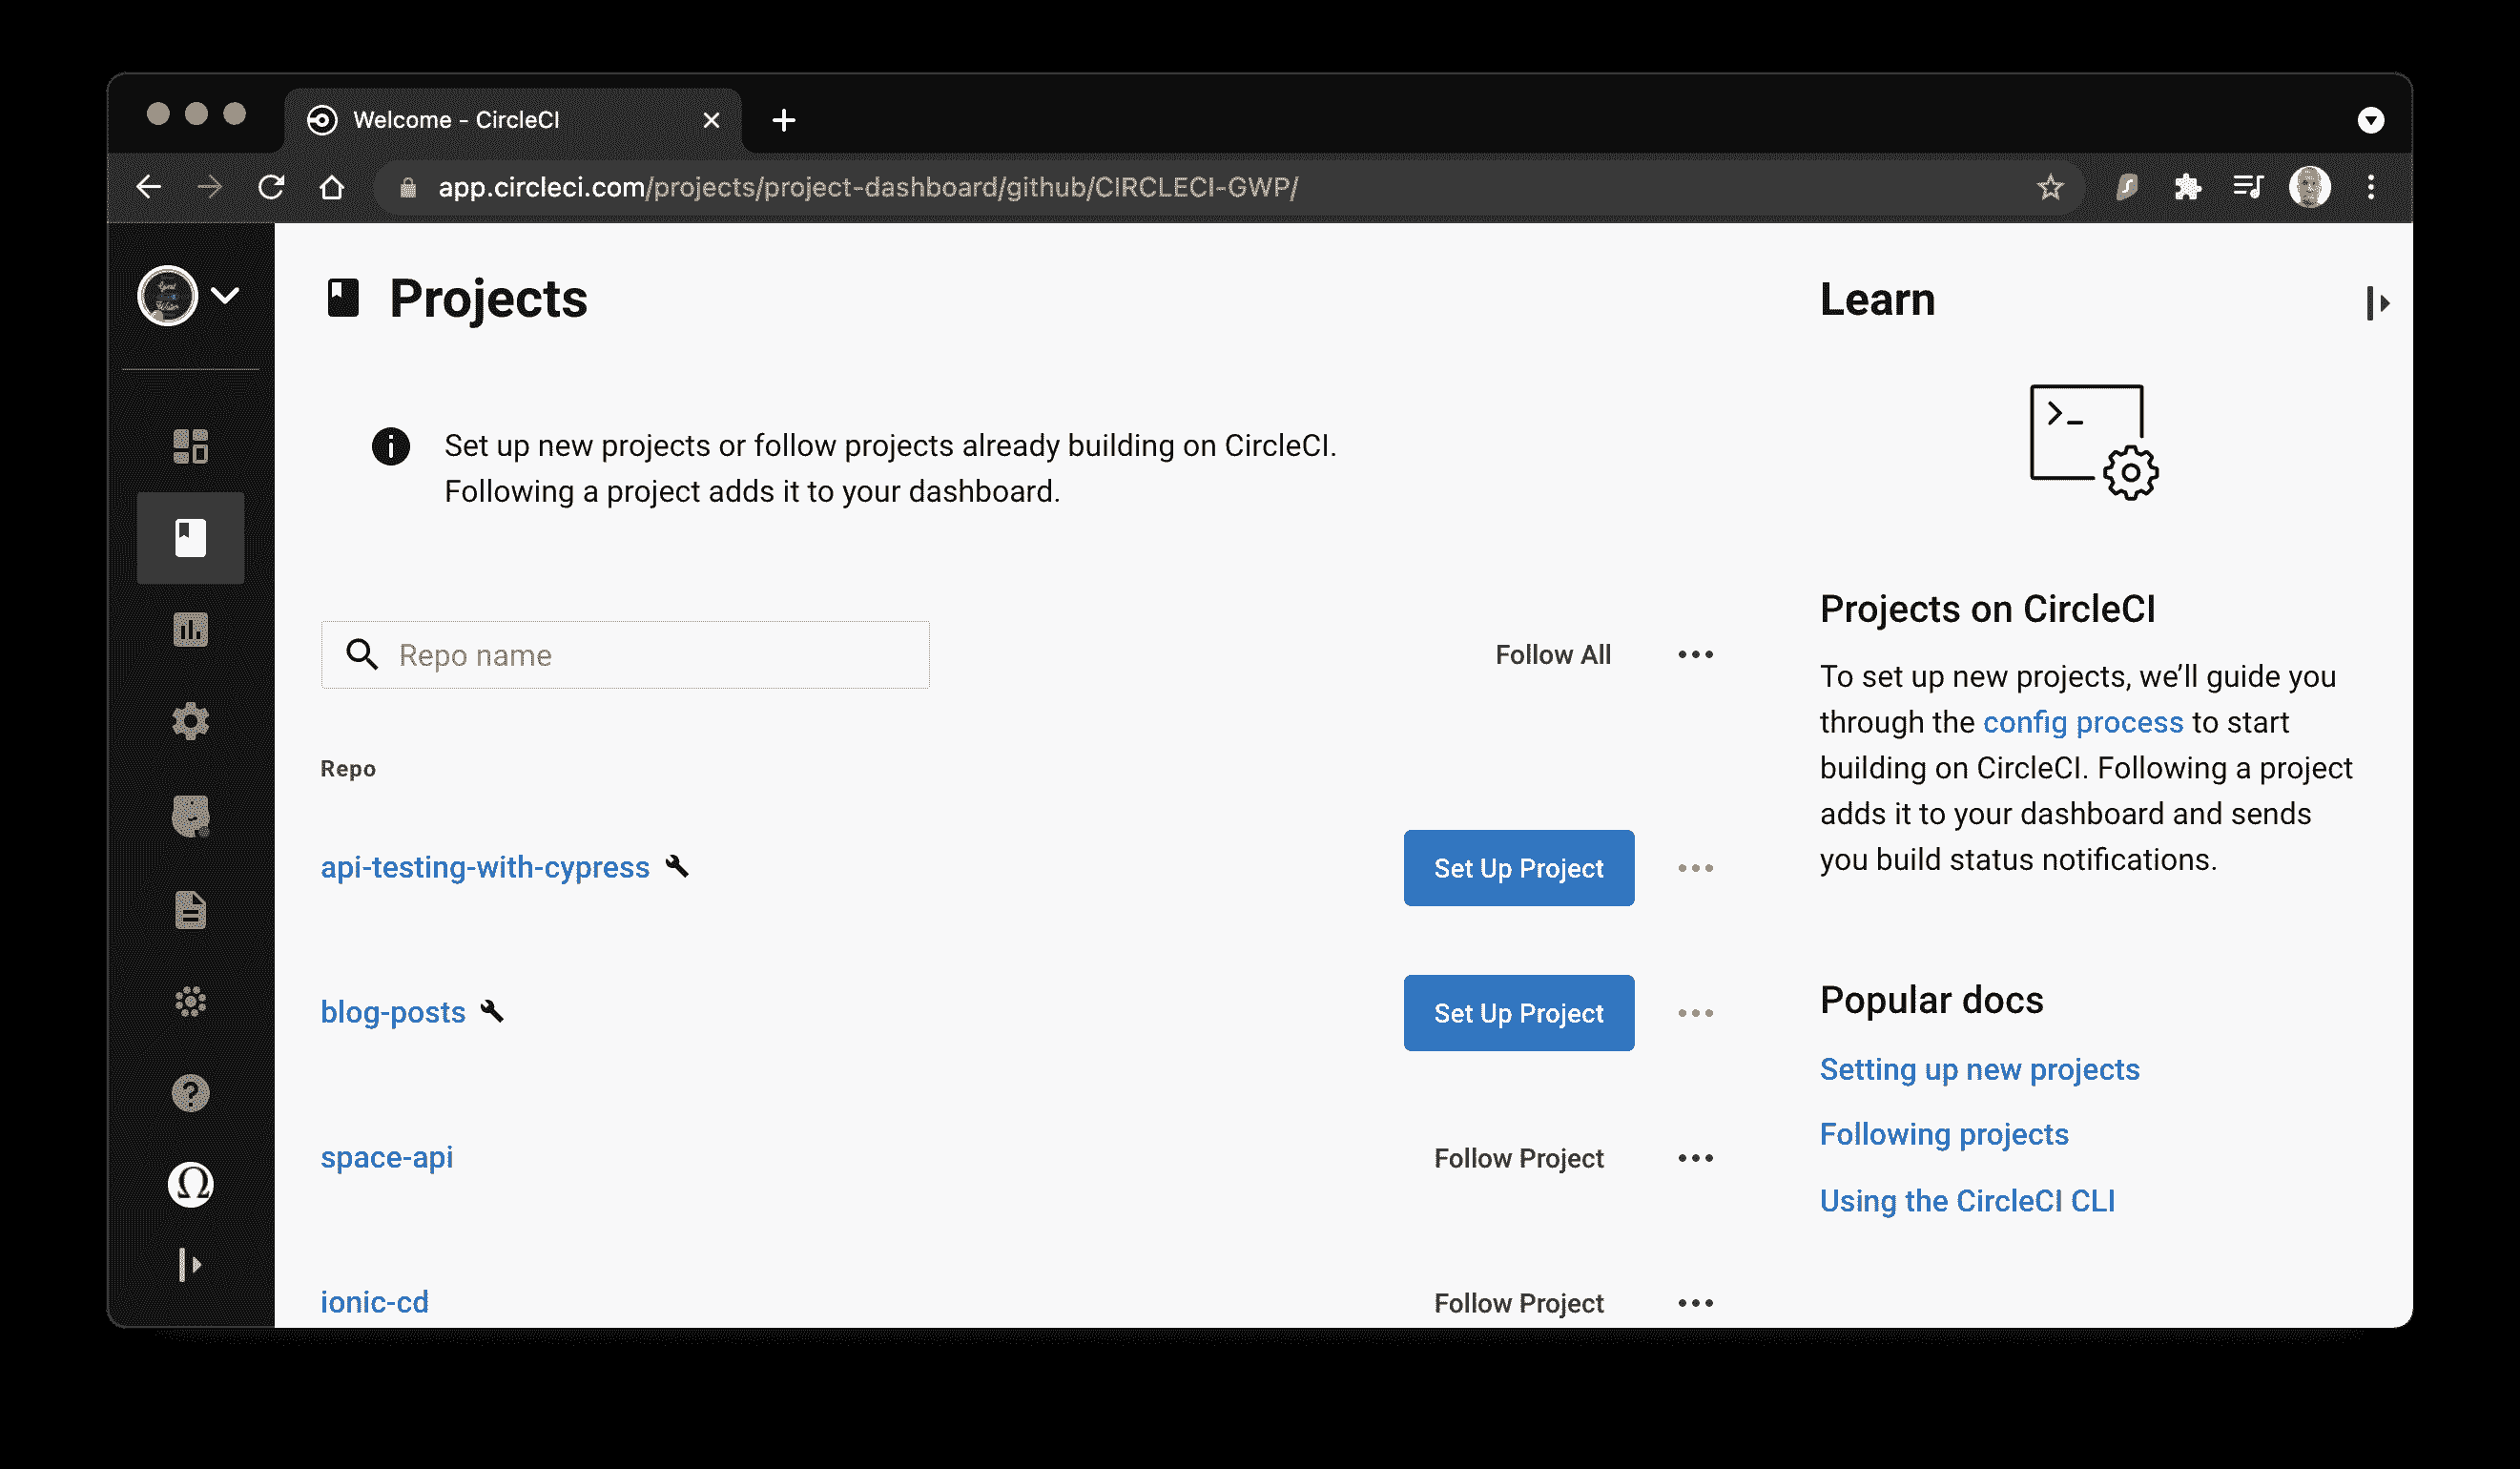 Welcome - CircleCI
app.circleci.com/projects/project-dashboard/github/CIRCLECI-GWP/
Projects
Set up new projects or follow projects already building on CircleCI.
Following a project adds it to your dashboard.
Repo name
Follow All
Repo
api-testing-with-cypress
Set Up Project
blog-posts
Set Up Project
space-api
Follow Project
ionic-cd
Follow Project
Learn
>_
Projects on CircleCI
To set up new projects, we’ll guide you
through the config process to start
building on CircleCI. Following a project
adds it to your dashboard and sends
you build status notifications.
Popular docs
Setting up new projects
Following projects
Using the CircleCI CLI
Ω